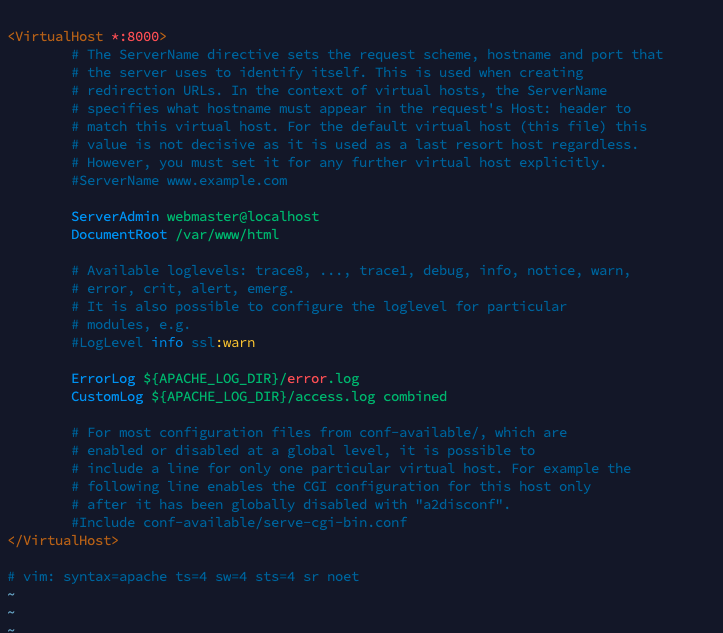 <VirtualHost *:8000>
# The ServerName directive sets the request scheme, hostname and port that
# the server uses to identify itself. This is used when creating
# redirection URLs. In the context of virtual hosts, the ServerName
# specifies what hostname must appear in the request's Host: header to
# match this virtual host. For the default virtual host (this file) this
# value is not decisive as it is used as a last resort host regardless.
# However, you must set it for any further virtual host explicitly.
#ServerName www.example.com
ServerAdmin webmaster@localhost
DocumentRoot /var/www/html
# Available loglevels: trace8, ..., trace1, debug, info, notice, warn,
# error, crit, alert, emerg.
# It is also possible to configure the loglevel for particular
# modules, e.g.
#LogLevel info ssl:warn
ErrorLog ${APACHE_LOG_DIR}/error.log
CustomLog ${APACHE_LOG_DIR}/access.log combined
# For most configuration files from conf-available/, which are
# enabled or disabled at a global level, it is possible to
# include a line for only one particular virtual host. For example the
# following line enables the CGI configuration for this host only
# after it has been globally disabled with "a2disconf".
#Include conf-available/serve-cgi-bin.conf
</VirtualHost>
# vim: syntax=apache ts=4 sw=4 sts=4 sr noet
~
~
~